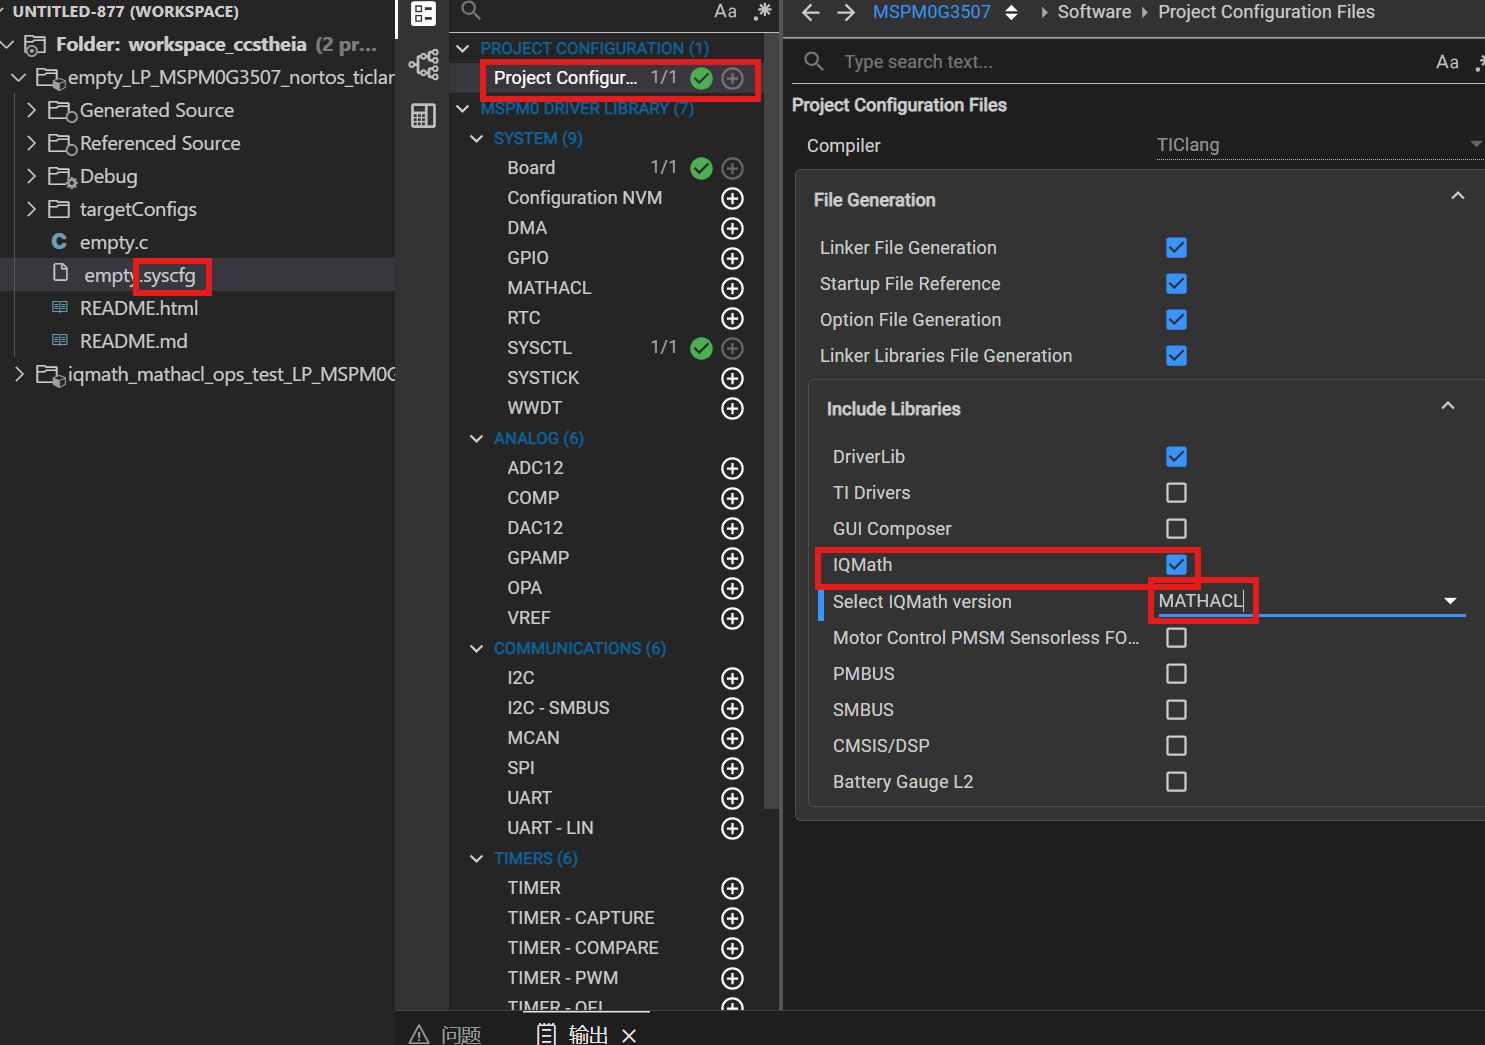 UNTITLED-877 (WORKSPACE)
Folder: workspace_ccstheia (2 pr...
empty_LP_MSPM0G3507_nortos_ticlar
Generated Source
Referenced Source
Debug
targetConfigs
C empty.c
empty.syscfg
README.html
README.md
iqmath_mathacl_ops_test_LP_MSPM0G
Aa .*
PROJECT CONFIGURATION (1)
Project Configur... 1/1
MSPM0 DRIVER LIBRARY (7)
SYSTEM (9)
Board 1/1
Configuration NVM
DMA
GPIO
MATHACL
RTC
SYSCTL 1/1
SYSTICK
WWDT
ANALOG (6)
ADC12
COMP
DAC12
GPAMP
OPA
VREF
COMMUNICATIONS (6)
I2C
I2C - SMBUS
MCAN
SPI
UART
UART - LIN
TIMERS (6)
TIMER
TIMER - CAPTURE
TIMER - COMPARE
TIMER - PWM
TIMER - QEI
MSPM0G3507 Software Project Configuration Files
Type search text... Aa .*
Project Configuration Files
Compiler TIClang
File Generation
Linker File Generation
Startup File Reference
Option File Generation
Linker Libraries File Generation
Include Libraries
DriverLib
TI Drivers
GUI Composer
IQMath
Select IQMath version MATHACL
Motor Control PMSM Sensorless FO...
PMBUS
SMBUS
CMSIS/DSP
Battery Gauge L2
问题 输出